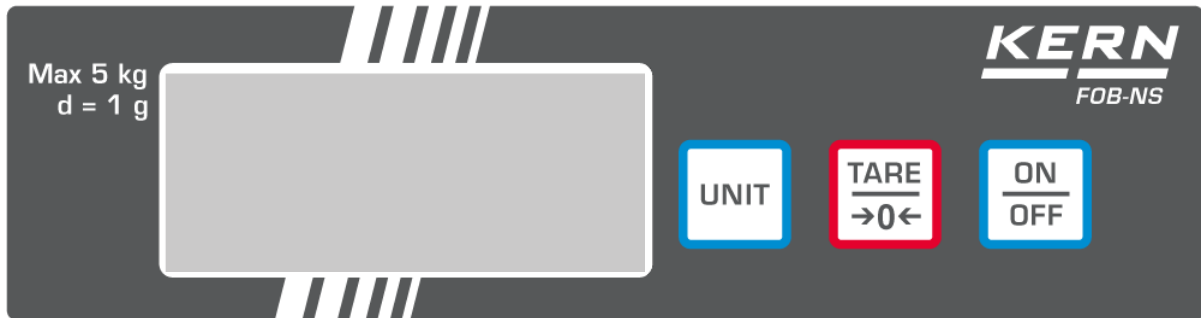 Max 5 kg
d = 1 g
KERN
FOB-NS
UNIT
TARE
→0←
ON
OFF